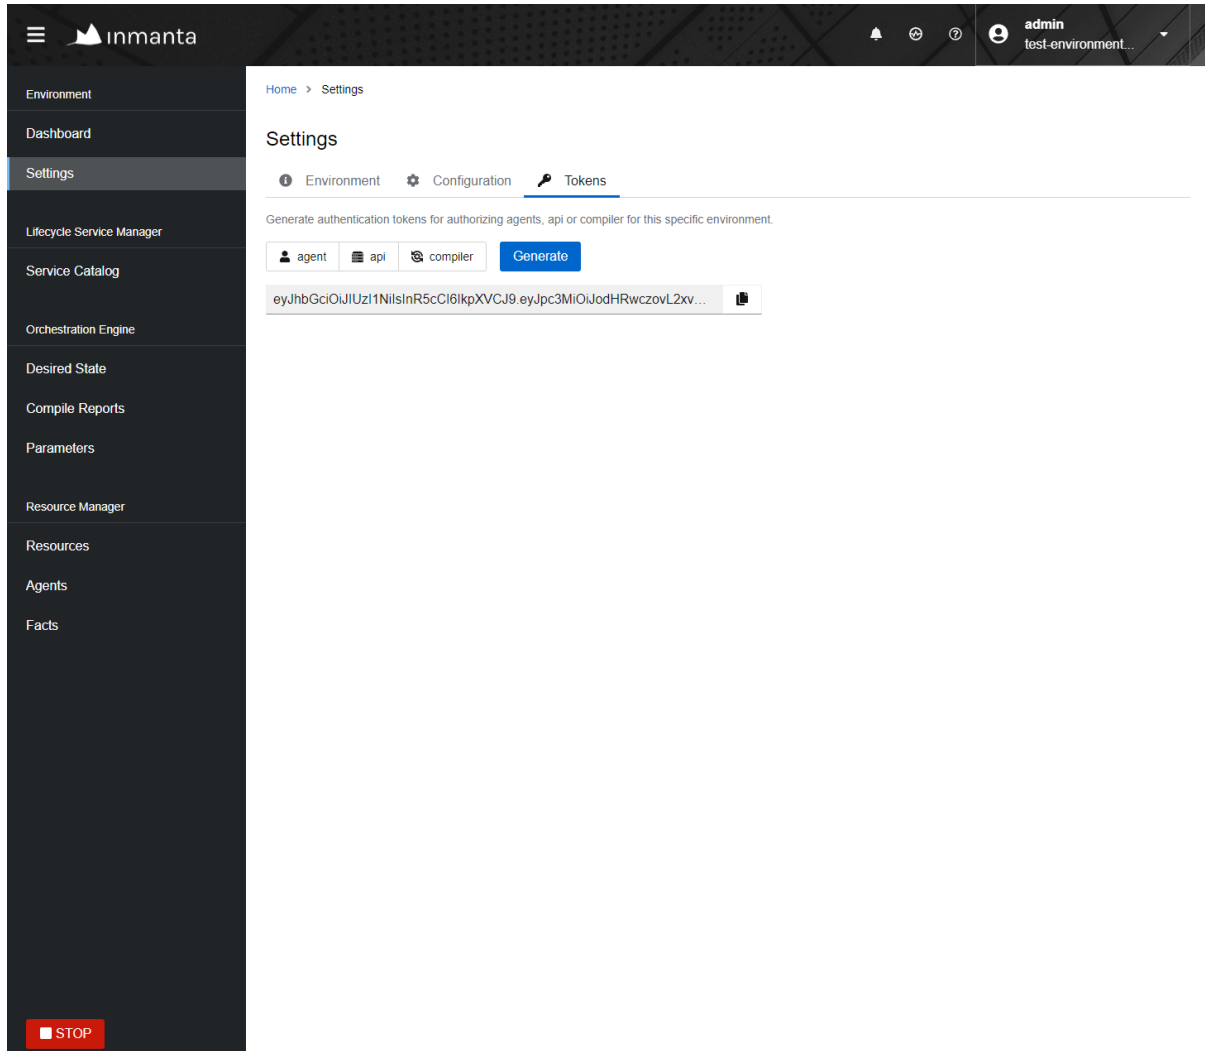 inmanta
admin
test-environment...
Environment
Dashboard
Settings
Lifecycle Service Manager
Service Catalog
Orchestration Engine
Desired State
Compile Reports
Parameters
Resource Manager
Resources
Agents
Facts
STOP
Home > Settings
Settings
Environment Configuration Tokens
Generate authentication tokens for authorizing agents, api or compiler for this specific environment.
agent api compiler Generate
eyJhbGciOiJIUzI1NiIsInR5cCI6IkpXVCJ9.eyJpc3MiOiJodHRwczovL2xv...